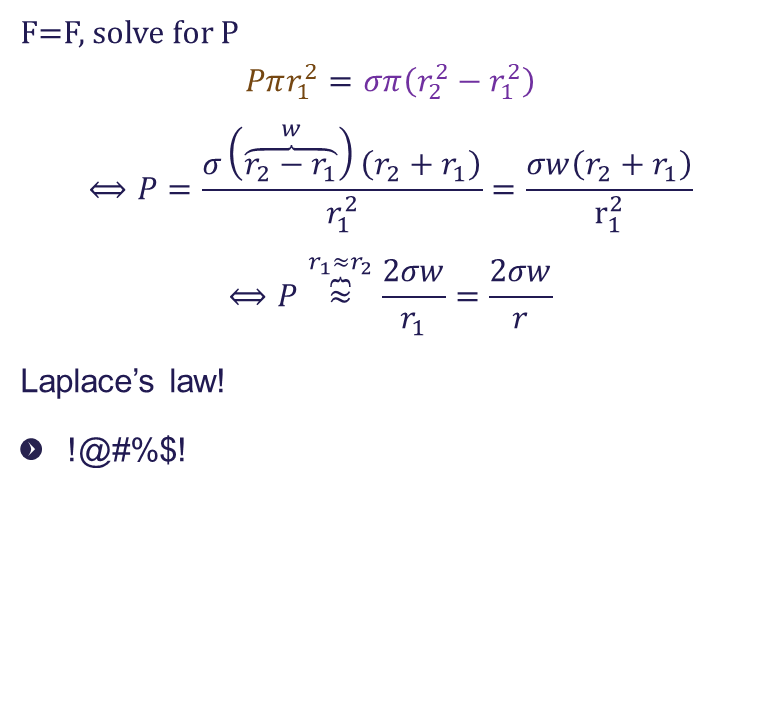 F=F, solve for P
Pπr₁² = σπ(r₂² − r₁²)
⇔ P = σ(r₂ − r₁)(r₂ + r₁) / r₁² = σw(r₂ + r₁) / r₁²
w
⇔ P ≈ 2σw / r₁ = 2σw / r
r₁≈r₂
Laplace’s law!
!@#%$!